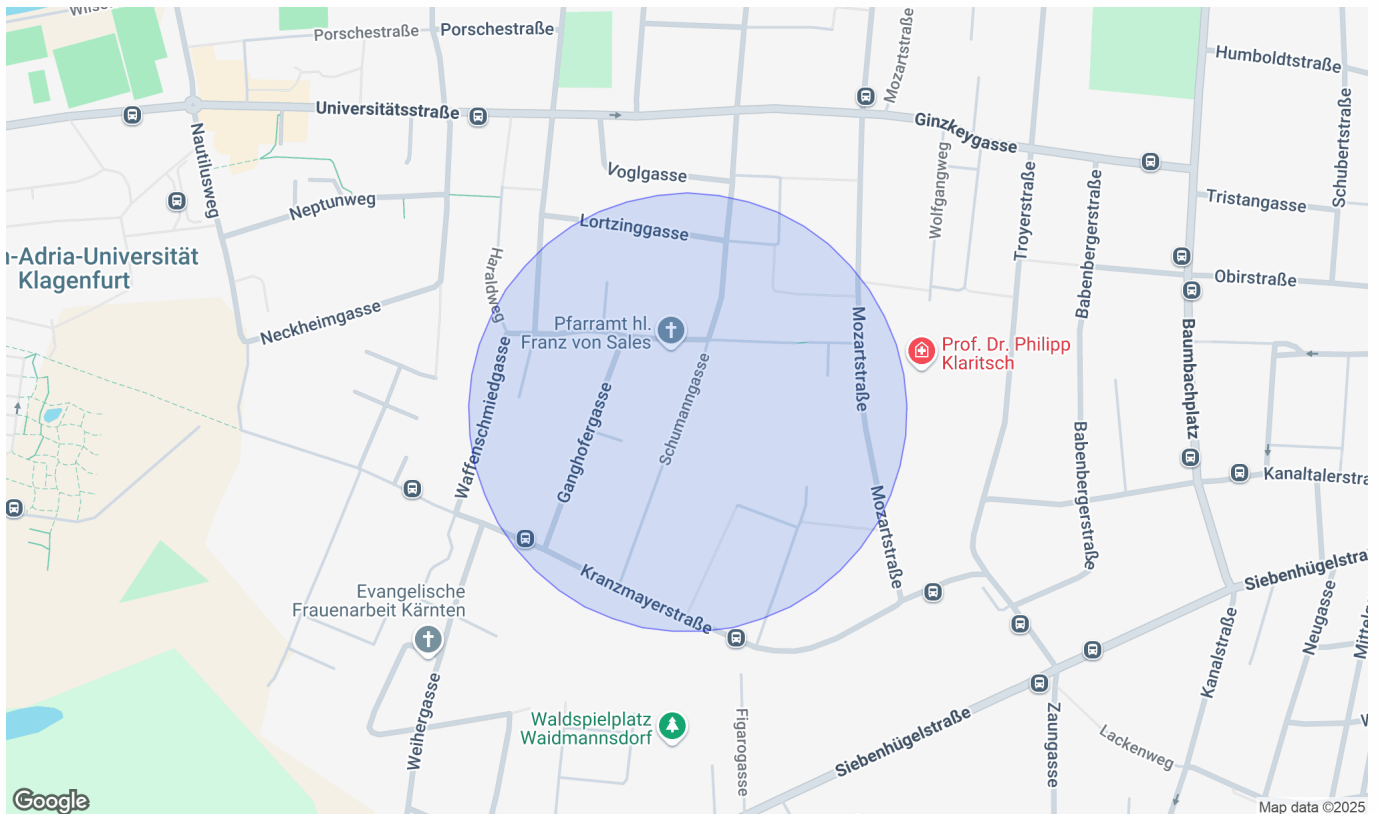 Porschestraße
Porschestraße
Mozartstraße
Humboldtstraße
Universitätsstraße
Ginzkeygasse
Schubertstraße
Nautilusweg
Voglgasse
Wolfgangweg
Troyerstraße
Babenbergerstraße
Tristangasse
Neptunweg
Lortzinggasse
n-Adria-Universität
Klagenfurt
Haraldweg
Obirstraße
Neckheimgasse
Pfarramt hl.
Franz von Sales
Mozartstraße
Prof. Dr. Philipp
Klaritsch
Baumbachplatz
Waffenschmiedgasse
Ganghofergasse
Schumanngasse
Babenbergerstraße
Kanaltalerstra
Mozartstraße
Kranzmayerstraße
Siebenhügelstra
Evangelische
Frauenarbeit Kärnten
Kanalstraße
Neugasse
Weihergasse
Waldspielplatz
Waidmannsdorf
Figarogasse
Siebenhügelstraße
Zaungasse
Lackenweg
Google
Map data ©2025